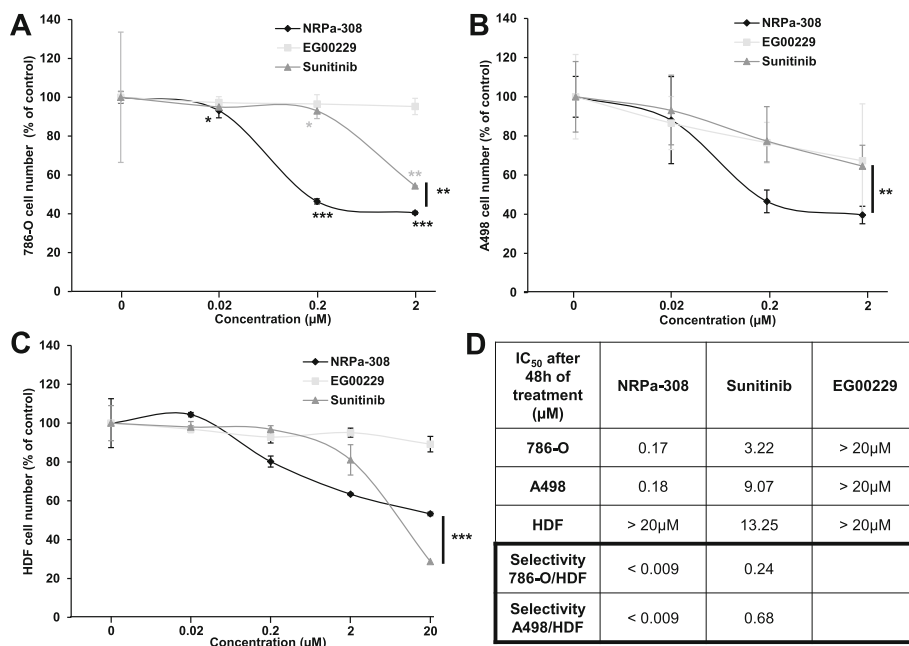 A
NRPa-308
EG00229
Sunitinib
786-O cell number (% of control)
140
120
100
80
60
40
20
0
*
*
**
***
***
**
0
0.02
0.2
2
Concentration (µM)
B
NRPa-308
EG00229
Sunitinib
A498 cell number (% of control)
140
120
100
80
60
40
20
0
**
0
0.02
0.2
2
Concentration (µM)
C
NRPa-308
EG00229
Sunitinib
HDF cell number (% of control)
140
120
100
80
60
40
20
0
***
0
0.02
0.2
2
20
Concentration (µM)
D
IC50 after
48h of
treatment
(µM)
NRPa-308
Sunitinib
EG00229
786-O
0.17
3.22
> 20µM
A498
0.18
9.07
> 20µM
HDF
> 20µM
13.25
> 20µM
Selectivity
786-O/HDF
< 0.009
0.24
Selectivity
A498/HDF
< 0.009
0.68